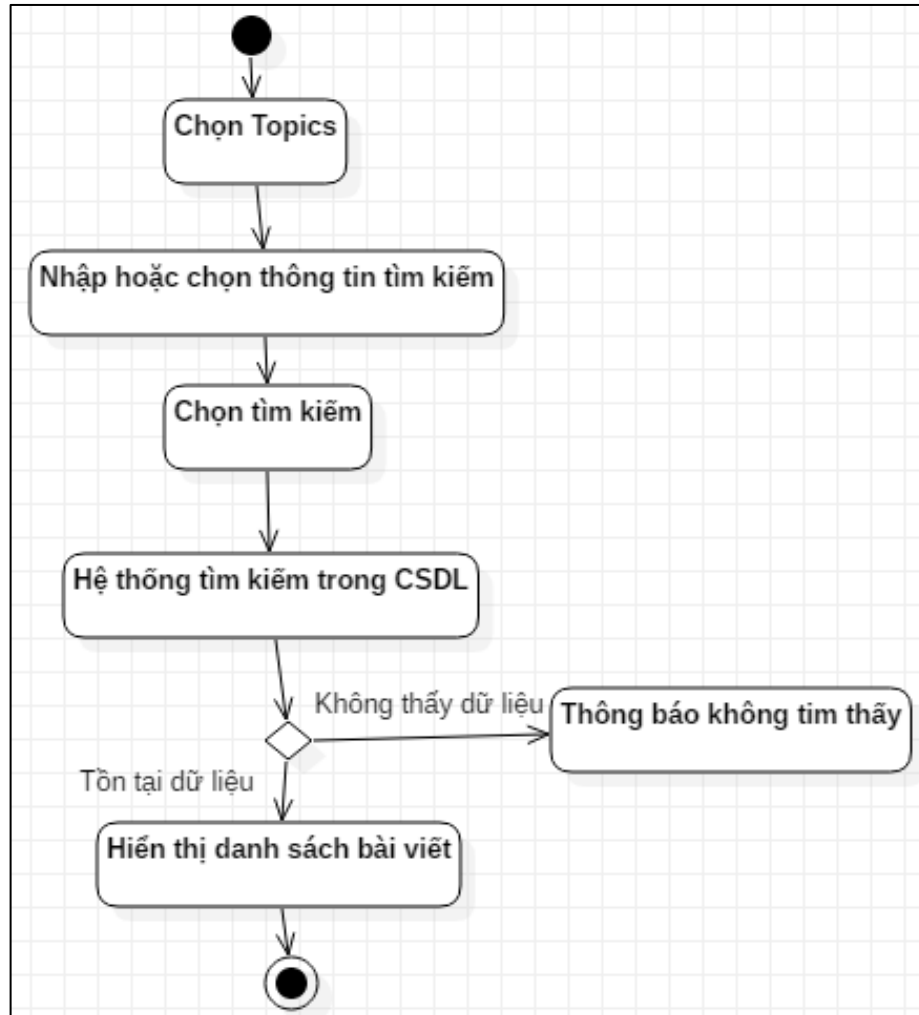 Chọn Topics
Nhập hoặc chọn thông tin tìm kiếm
Chọn tìm kiếm
Hệ thống tìm kiếm trong CSDL
Không thấy dữ liệu
Thông báo không tim thấy
Tồn tại dữ liệu
Hiển thị danh sách bài viết